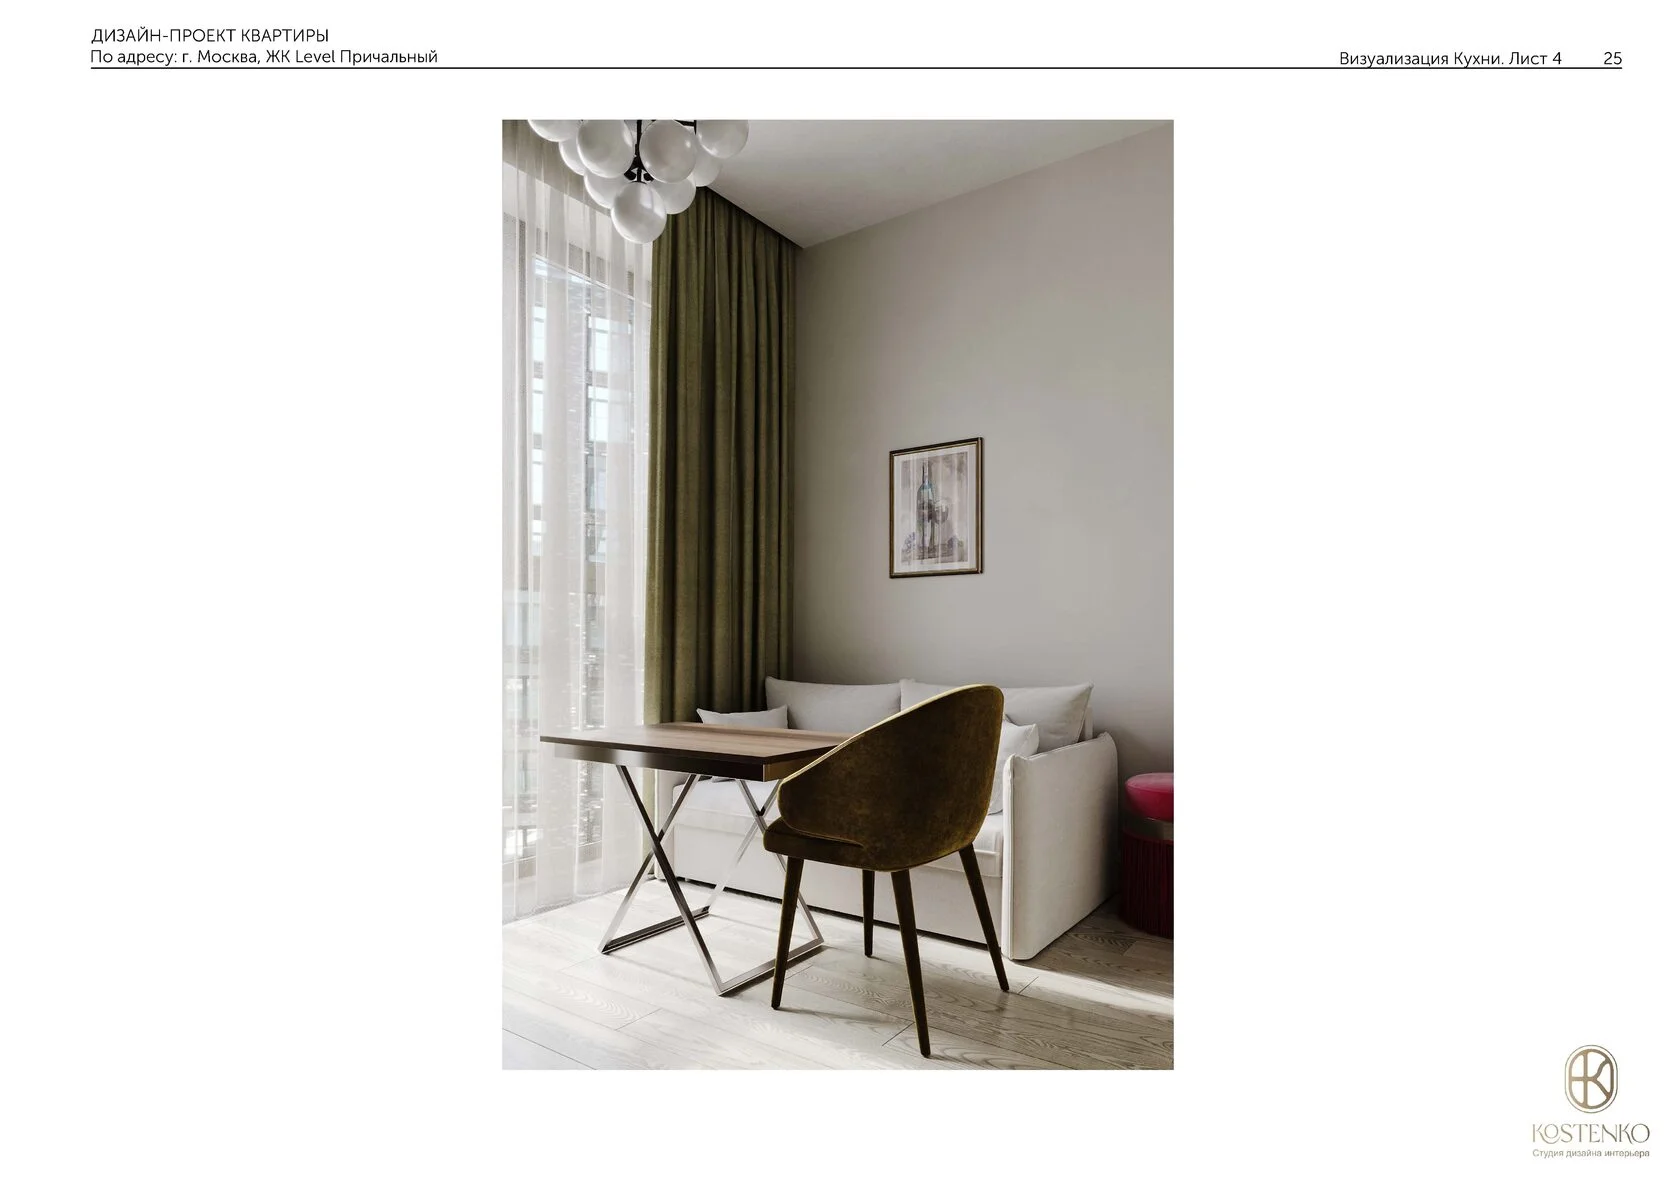 ДИЗАЙН-ПРОЕКТ КВАРТИРЫ
По адресу: г. Москва, ЖК Level Причальный
Визуализация Кухни. Лист 4 25
KOSTENKO
Студия дизайна интерьера